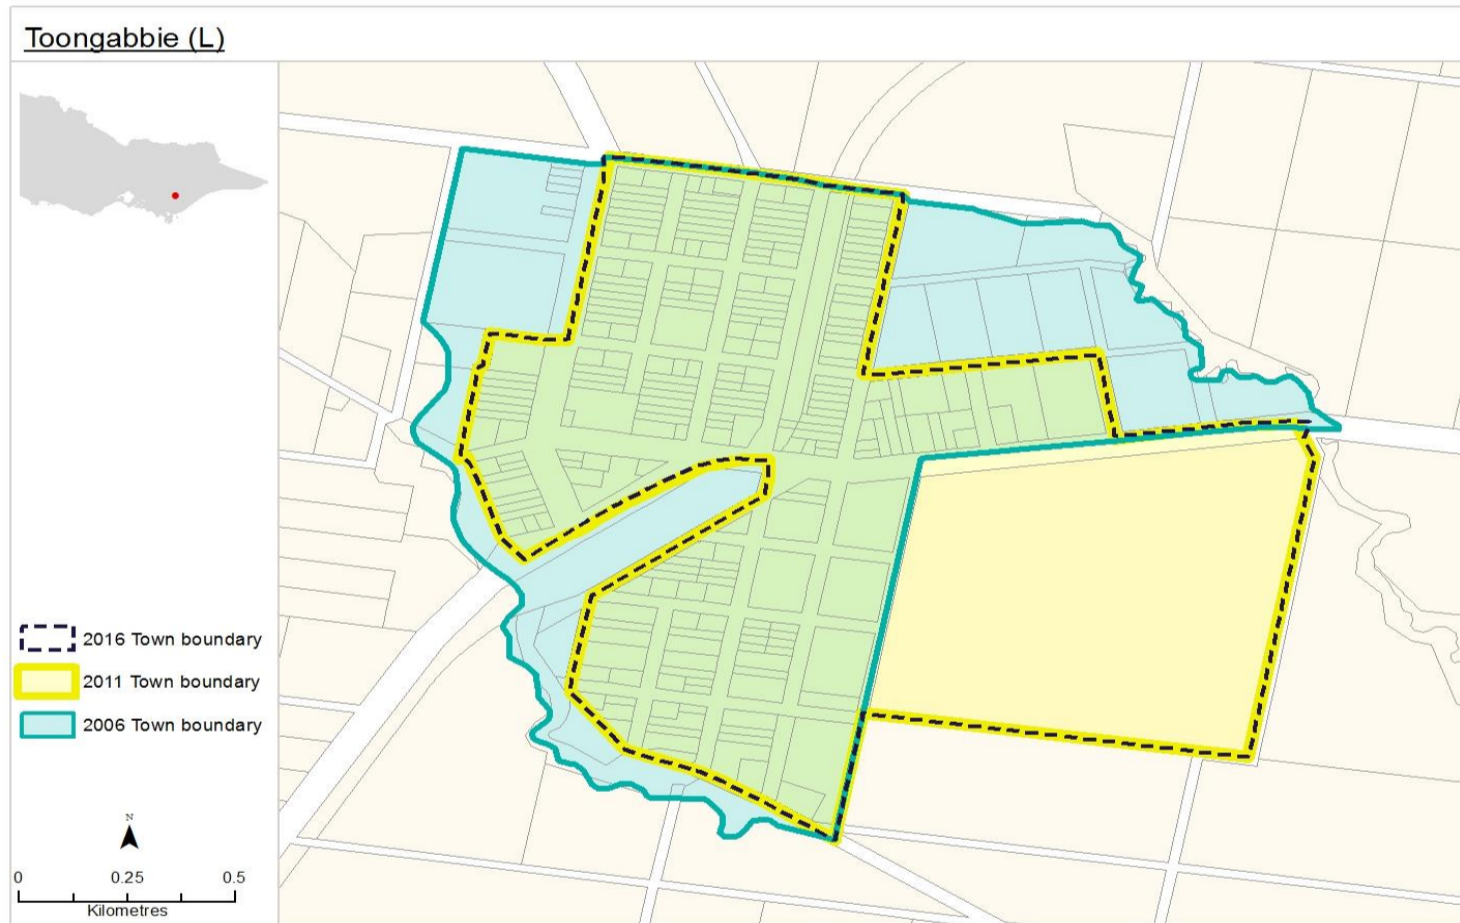 Toongabbie (L)
2016 Town boundary
2011 Town boundary
2006 Town boundary
N
0 0.25 0.5
Kilometres